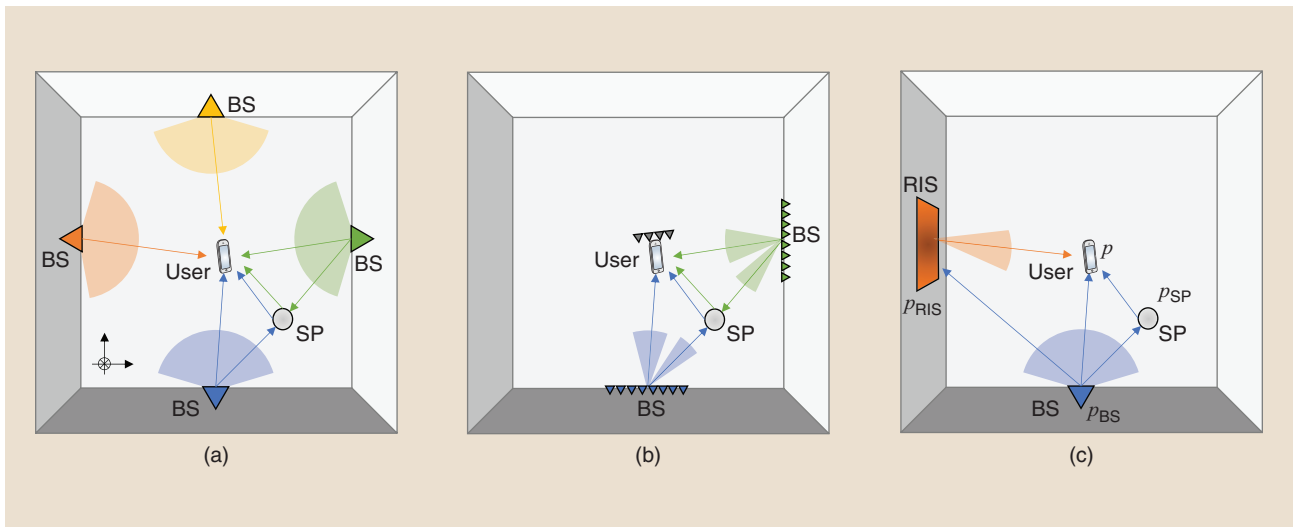 BS
BS
User
BS
SP
BS
(a)
User
BS
SP
BS
(b)
RIS
User
p
p_RIS
p_SP
SP
BS
p_BS
(c)